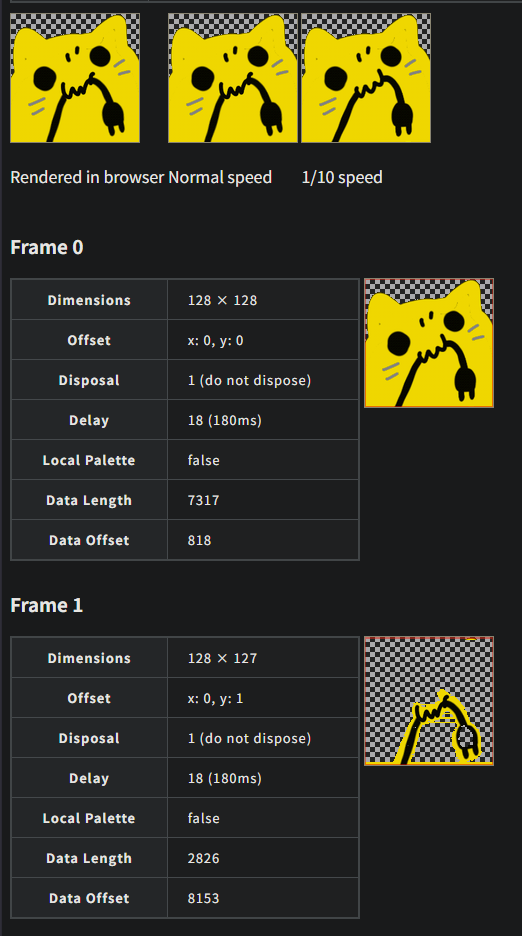 Rendered in browser Normal speed 1/10 speed
Frame 0
Dimensions 128 × 128
Offset x: 0, y: 0
Disposal 1 (do not dispose)
Delay 18 (180ms)
Local Palette false
Data Length 7317
Data Offset 818
Frame 1
Dimensions 128 × 127
Offset x: 0, y: 1
Disposal 1 (do not dispose)
Delay 18 (180ms)
Local Palette false
Data Length 2826
Data Offset 8153